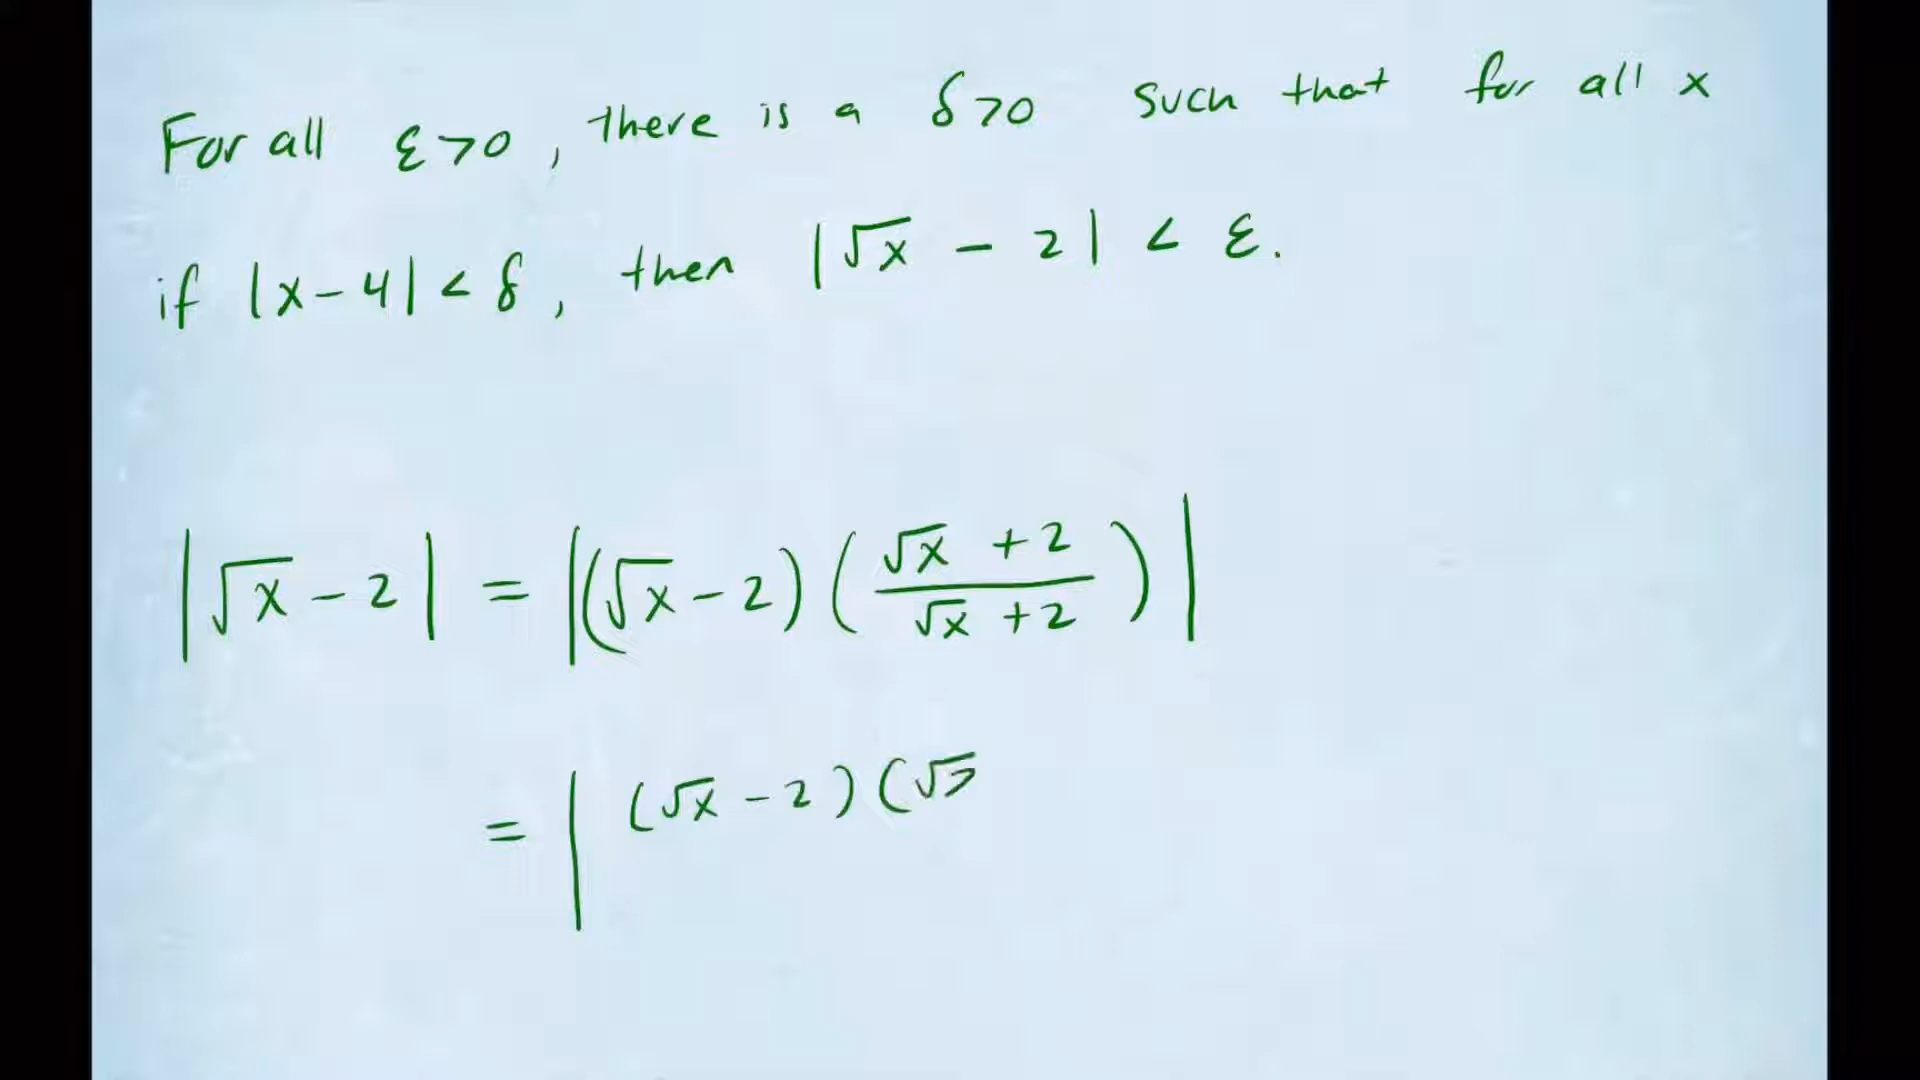 For all ε>0, there is a δ>0 such that for all x
if |x-4|<δ, then |√x - 2| < ε.
|√x - 2| = |(√x - 2)(√x + 2 / √x + 2)|
= | (√x - 2)(√